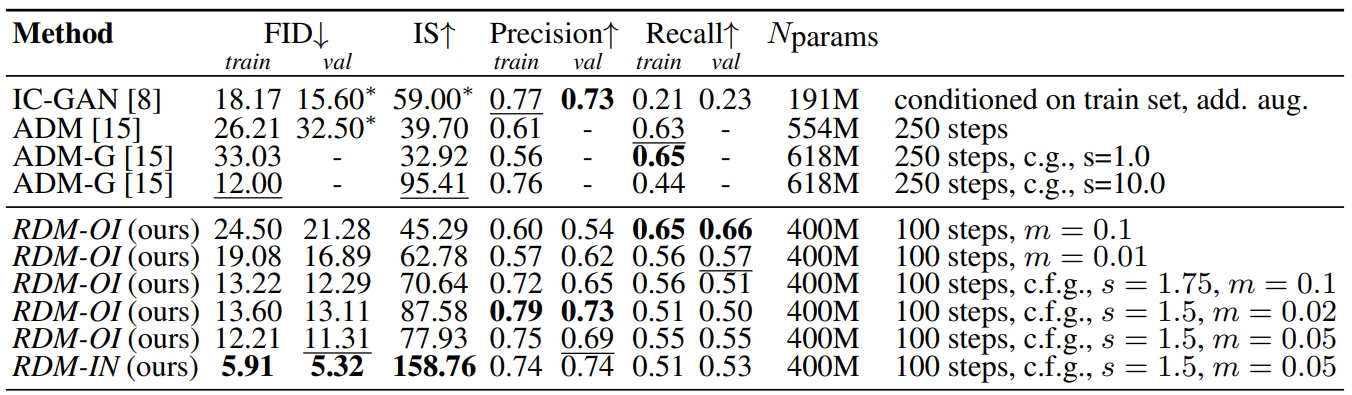 Method FID↓ IS↑ Precision↑ Recall↑ Nparams
train val train val train val
IC-GAN [8] 18.17 15.60* 59.00* 0.77 0.73 0.21 0.23 191M conditioned on train set, add. aug.
ADM [15] 26.21 32.50* 39.70 0.61 - 0.63 - 554M 250 steps
ADM-G [15] 33.03 - 32.92 0.56 - 0.65 - 618M 250 steps, c.g., s=1.0
ADM-G [15] 12.00 - 95.41 0.76 - 0.44 - 618M 250 steps, c.g., s=10.0
RDM-OI (ours) 24.50 21.28 45.29 0.60 0.54 0.65 0.66 400M 100 steps, m = 0.1
RDM-OI (ours) 19.08 16.89 62.78 0.57 0.62 0.56 0.57 400M 100 steps, m = 0.01
RDM-OI (ours) 13.22 12.29 70.64 0.72 0.65 0.56 0.51 400M 100 steps, c.f.g., s = 1.75, m = 0.1
RDM-OI (ours) 13.60 13.11 87.58 0.79 0.73 0.51 0.50 400M 100 steps, c.f.g., s = 1.5, m = 0.02
RDM-OI (ours) 12.21 11.31 77.93 0.75 0.69 0.55 0.55 400M 100 steps, c.f.g., s = 1.5, m = 0.05
RDM-IN (ours) 5.91 5.32 158.76 0.74 0.74 0.51 0.53 400M 100 steps, c.f.g., s = 1.5, m = 0.05